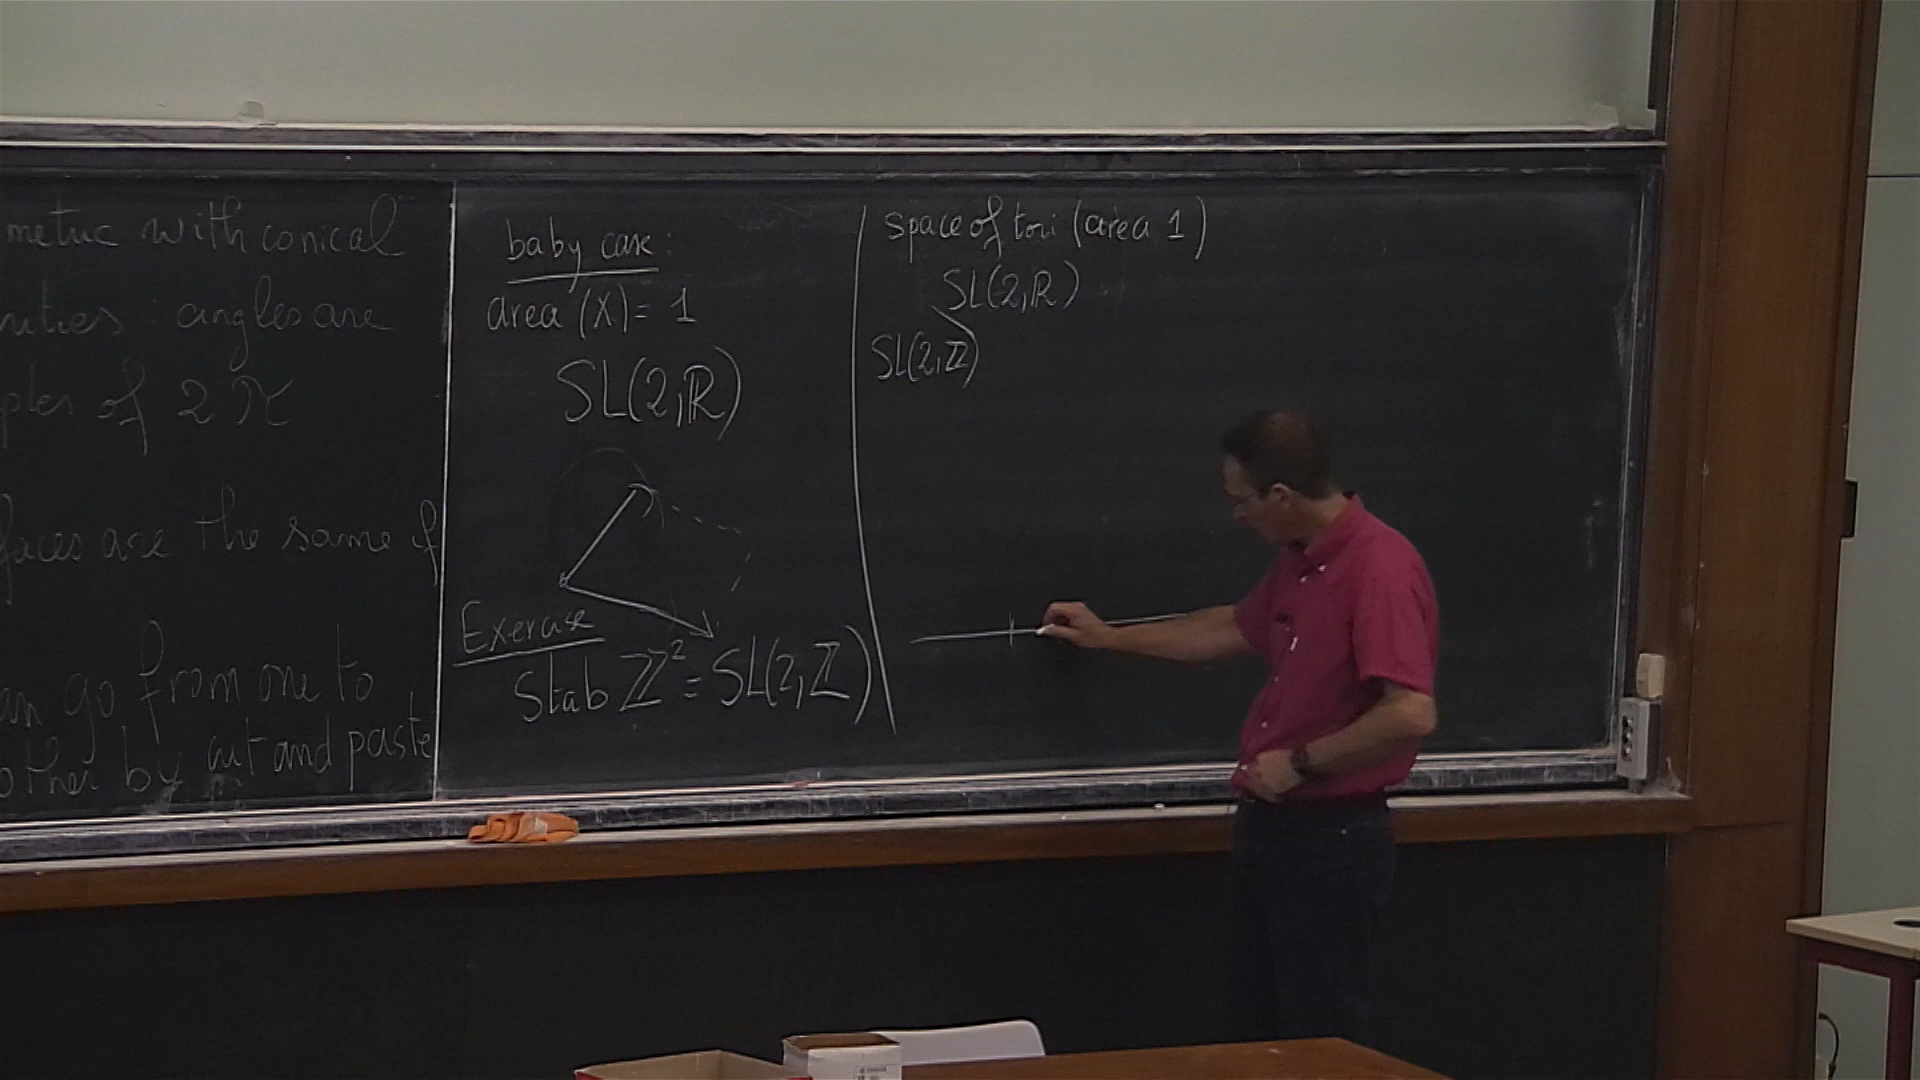 metric with conical
angles are
of 2π
are the same if
go from one to
by cut and paste
baby case:
area (X) = 1
SL(2,ℝ)
Exercise
Stab ℤ² = SL(2,ℤ)
space of tori (area 1)
SL(2,ℝ)
SL(2,ℤ)